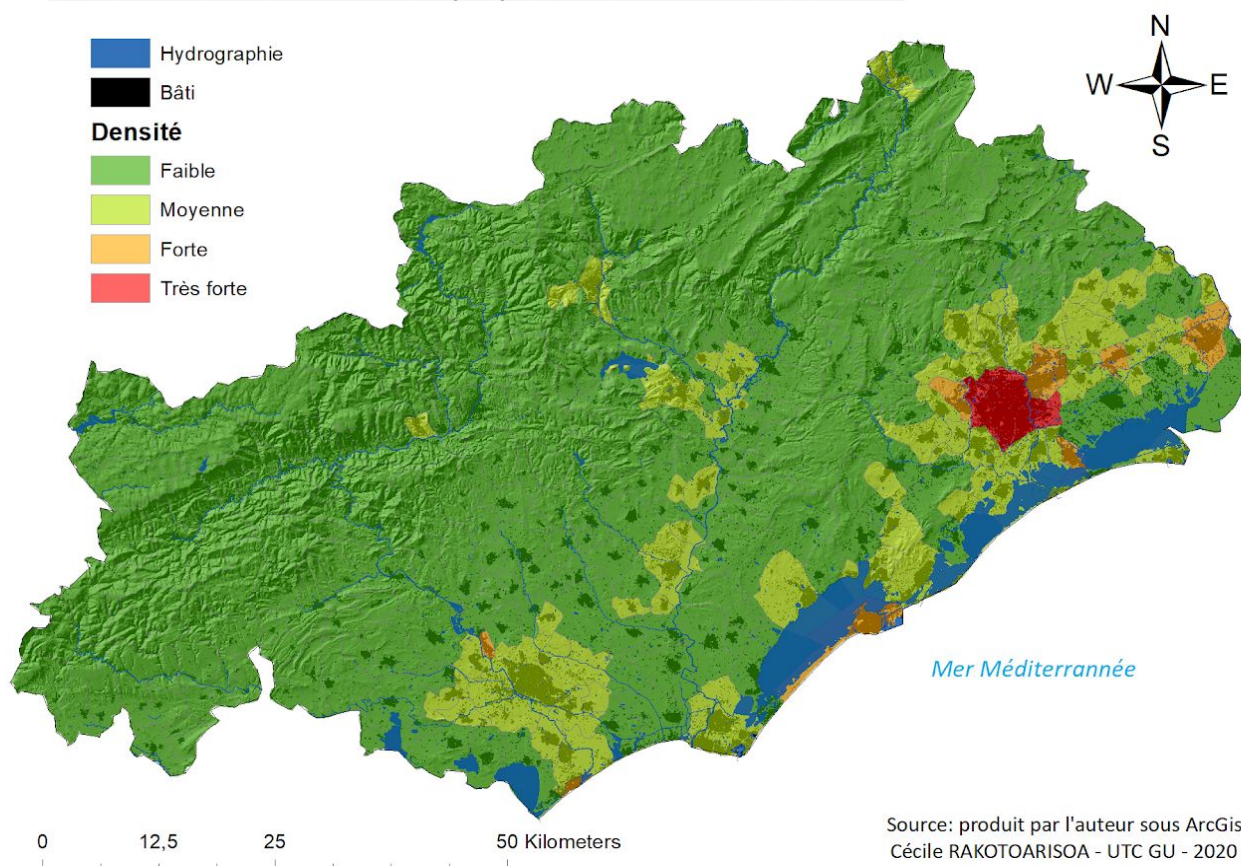 Hydrographie
Bâti
Densité
Faible
Moyenne
Forte
Très forte
N
W E
S
Mer Méditerrannée
0 12,5 25 50 Kilometers
Source: produit par l'auteur sous ArcGis
Cécile RAKOTOARISOA - UTC GU - 2020